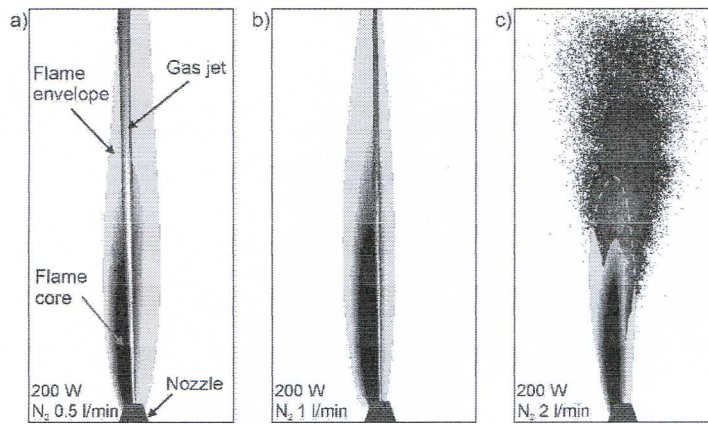 a)
Flame
envelope
Gas jet
Flame
core
Nozzle
200 W
N₂ 0.5 l/min
b)
200 W
N₂ 1 l/min
c)
200 W
N₂ 2 l/min